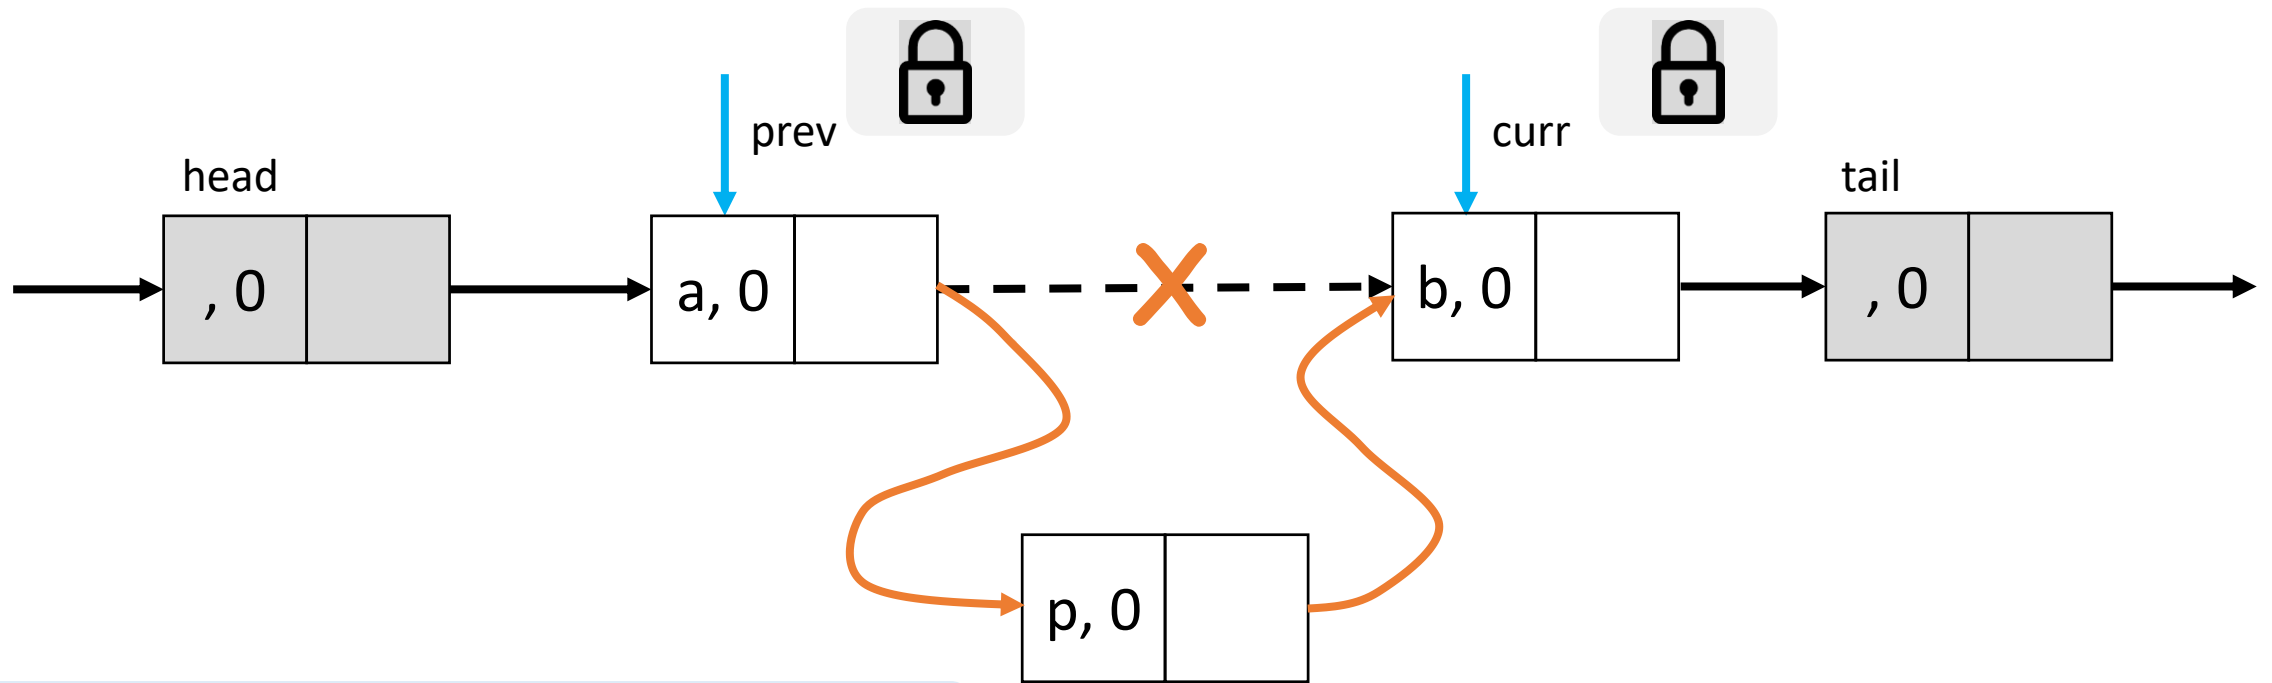 prev
curr
head
tail
, 0
a, 0
b, 0
, 0
p, 0